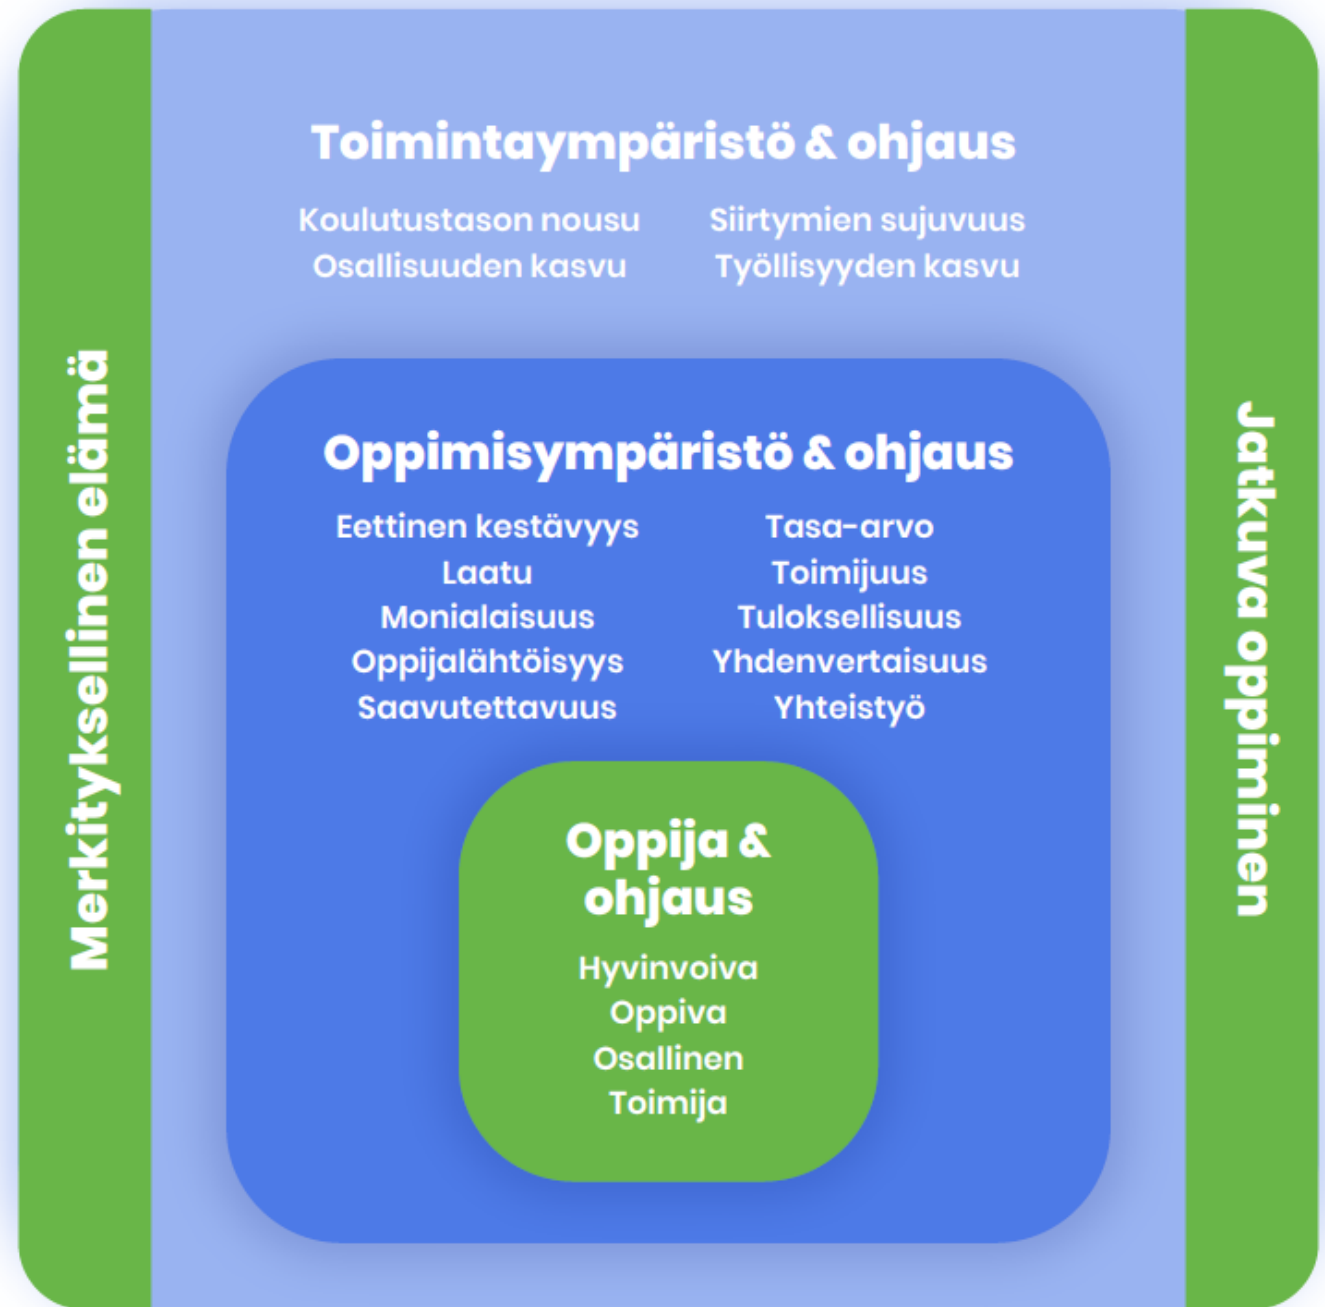 Merkityksellinen elämä
Toimintaympäristö & ohjaus
Koulutustason nousu
Osallisuuden kasvu
Siirtymien sujuvuus
Työllisyyden kasvu
Oppimisympäristö & ohjaus
Eettinen kestävyys
Laatu
Monialaisuus
Oppijalähtöisyys
Saavutettavuus
Tasa-arvo
Toimijuus
Tuloksellisuus
Yhdenvertaisuus
Yhteistyö
Oppija &
ohjaus
Hyvinvoiva
Oppiva
Osallinen
Toimija
Jatkuva oppiminen